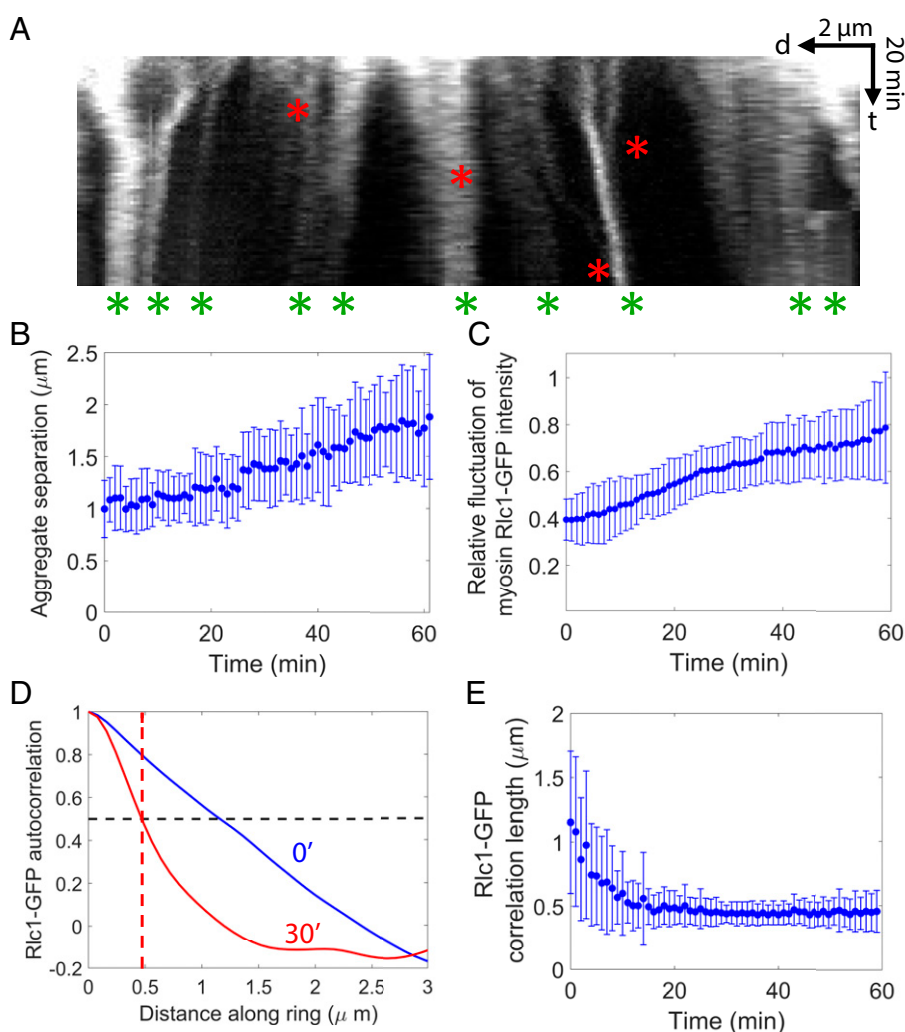 A
2 μm
d
20 min
t
* * * *
* * * * * * * * * *
B
Aggregate separation (μm)
2.5
2
1.5
1
0.5
0
0
20
40
60
Time (min)
C
Relative fluctuation of
myosin Rlc1-GFP intensity
1
0.8
0.6
0.4
0.2
0
20
40
60
Time (min)
D
Rlc1-GFP autocorrelation
1
0.8
0.6
0.4
0.2
0
-0.2
0'
30'
0
0.5
1
1.5
2
2.5
3
Distance along ring (μ m)
E
Rlc1-GFP
correlation length (μm)
2
1.5
1
0.5
0
0
20
40
60
Time (min)